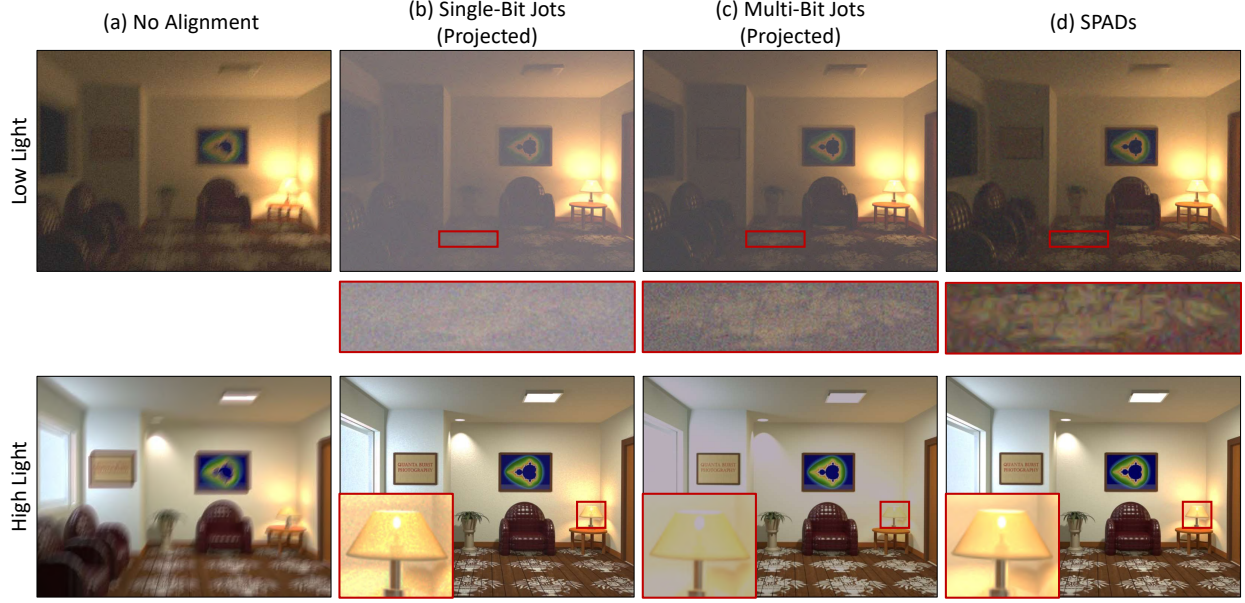 (a) No Alignment
(b) Single-Bit Jots
(Projected)
(c) Multi-Bit Jots
(Projected)
(d) SPADs
Low Light
High Light
QUANTA BURST
PHOTOGRAPHY
QUANTA BURST
PHOTOGRAPHY
QUANTA BURST
PHOTOGRAPHY